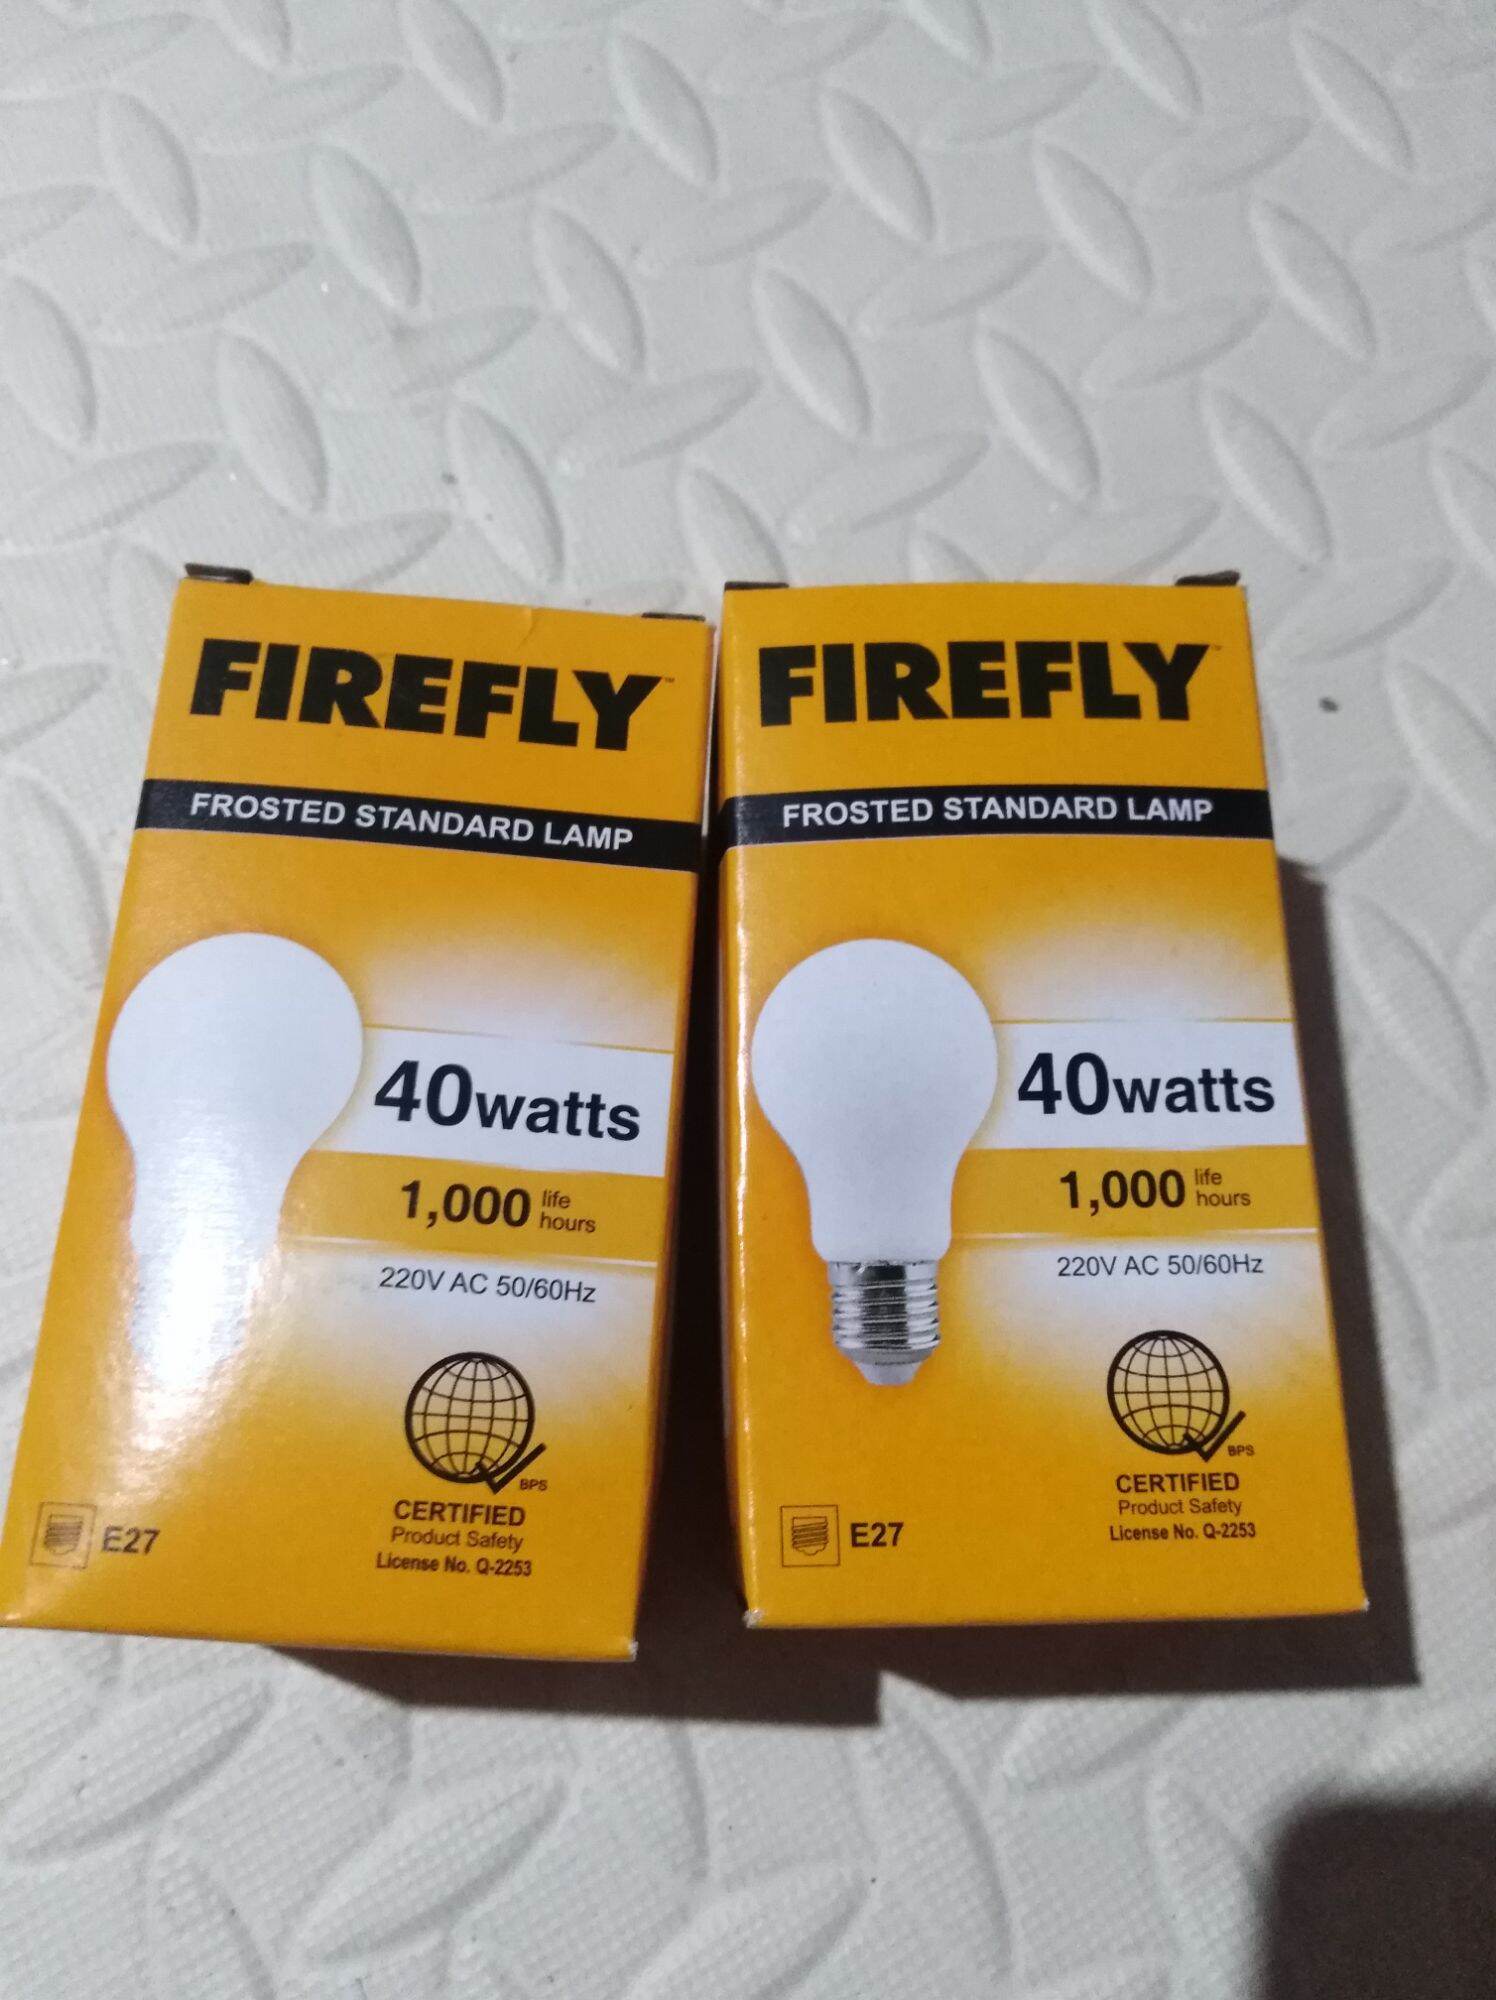 FIREFLY™
FROSTED STANDARD LAMP
40watts
1,000 life hours
220V AC 50/60Hz
BPS
CERTIFIED
Product Safety
License No. Q-2253
E27
FIREFLY™
FROSTED STANDARD LAMP
40watts
1,000 life hours
220V AC 50/60Hz
BPS
CERTIFIED
Product Safety
License No. Q-2253
E27